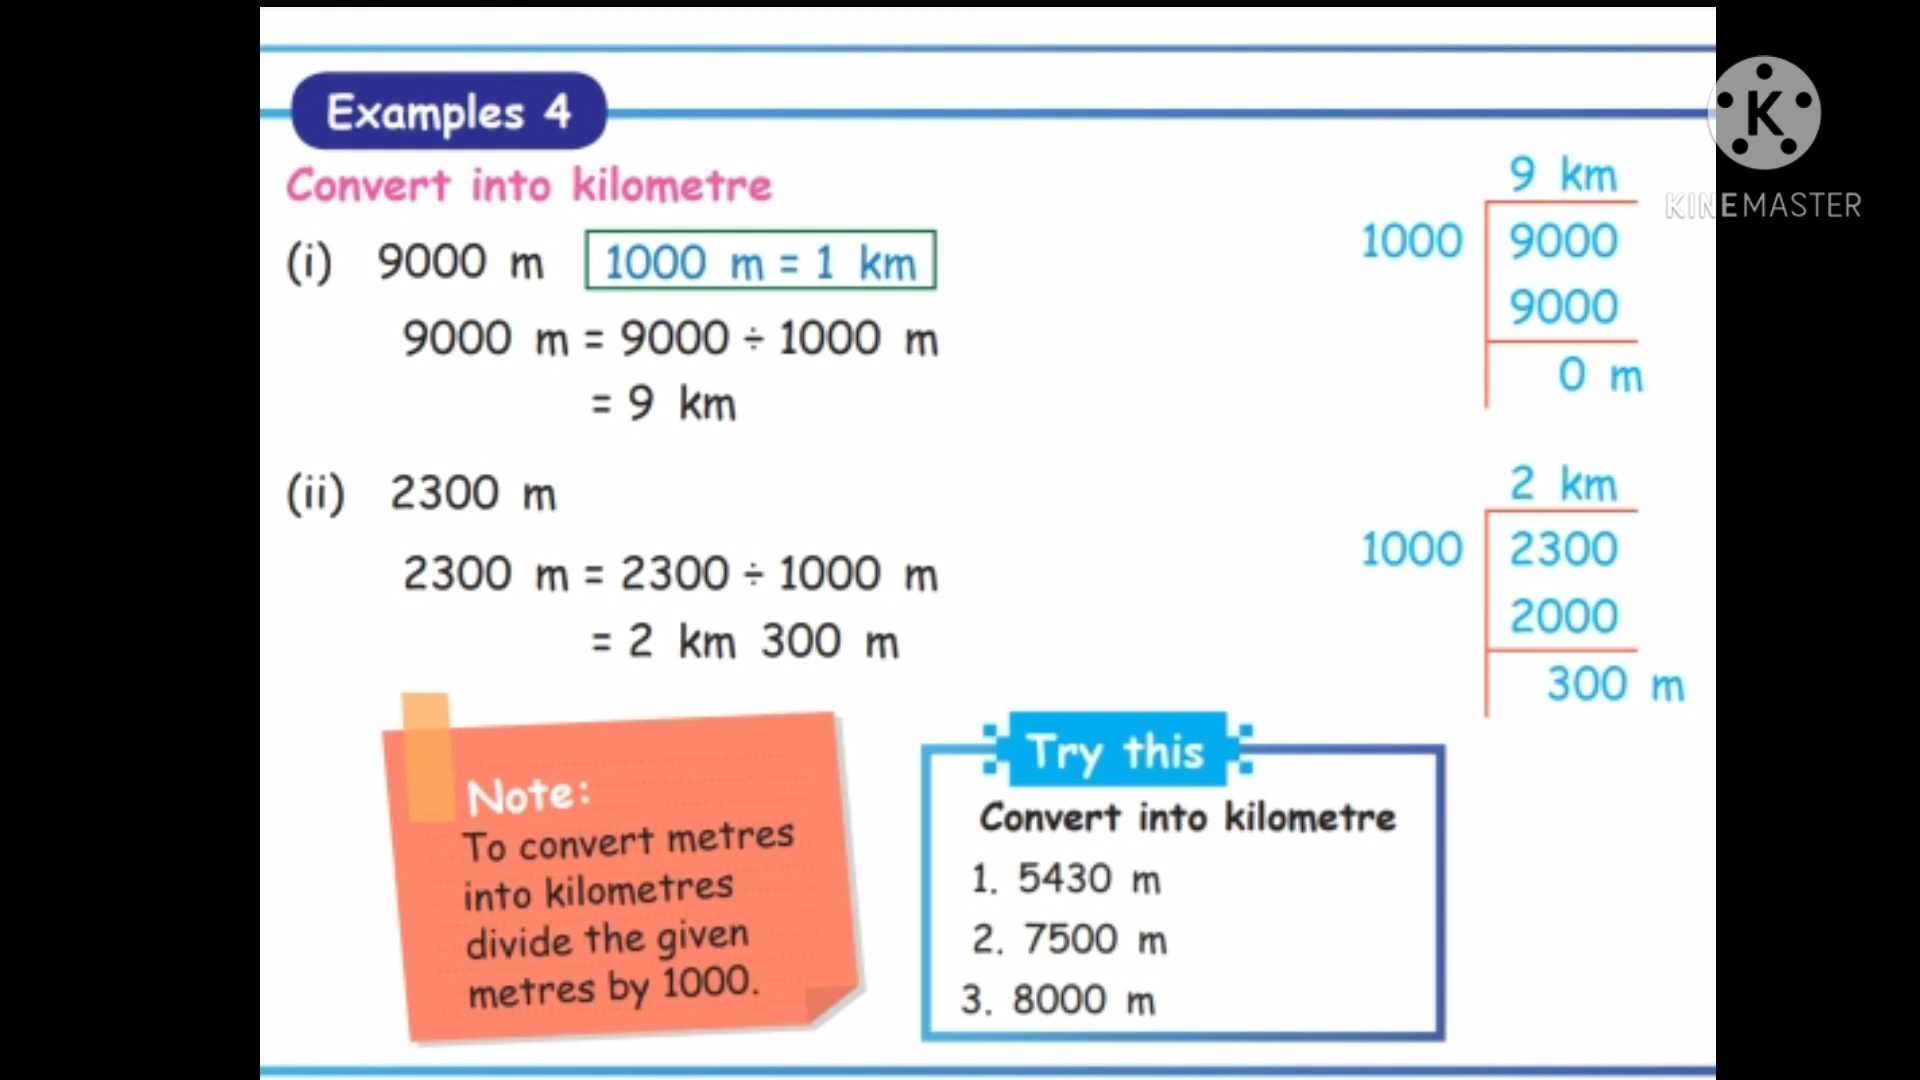 Examples 4
Convert into kilometre
(i) 9000 m 1000 m = 1 km
9000 m = 9000 ÷ 1000 m
= 9 km
9 km
1000 9000
9000
0 m
(ii) 2300 m
2300 m = 2300 ÷ 1000 m
= 2 km 300 m
2 km
1000 2300
2000
300 m
Note:
To convert metres
into kilometres
divide the given
metres by 1000.
Try this
Convert into kilometre
1. 5430 m
2. 7500 m
3. 8000 m
K
KINEMASTER